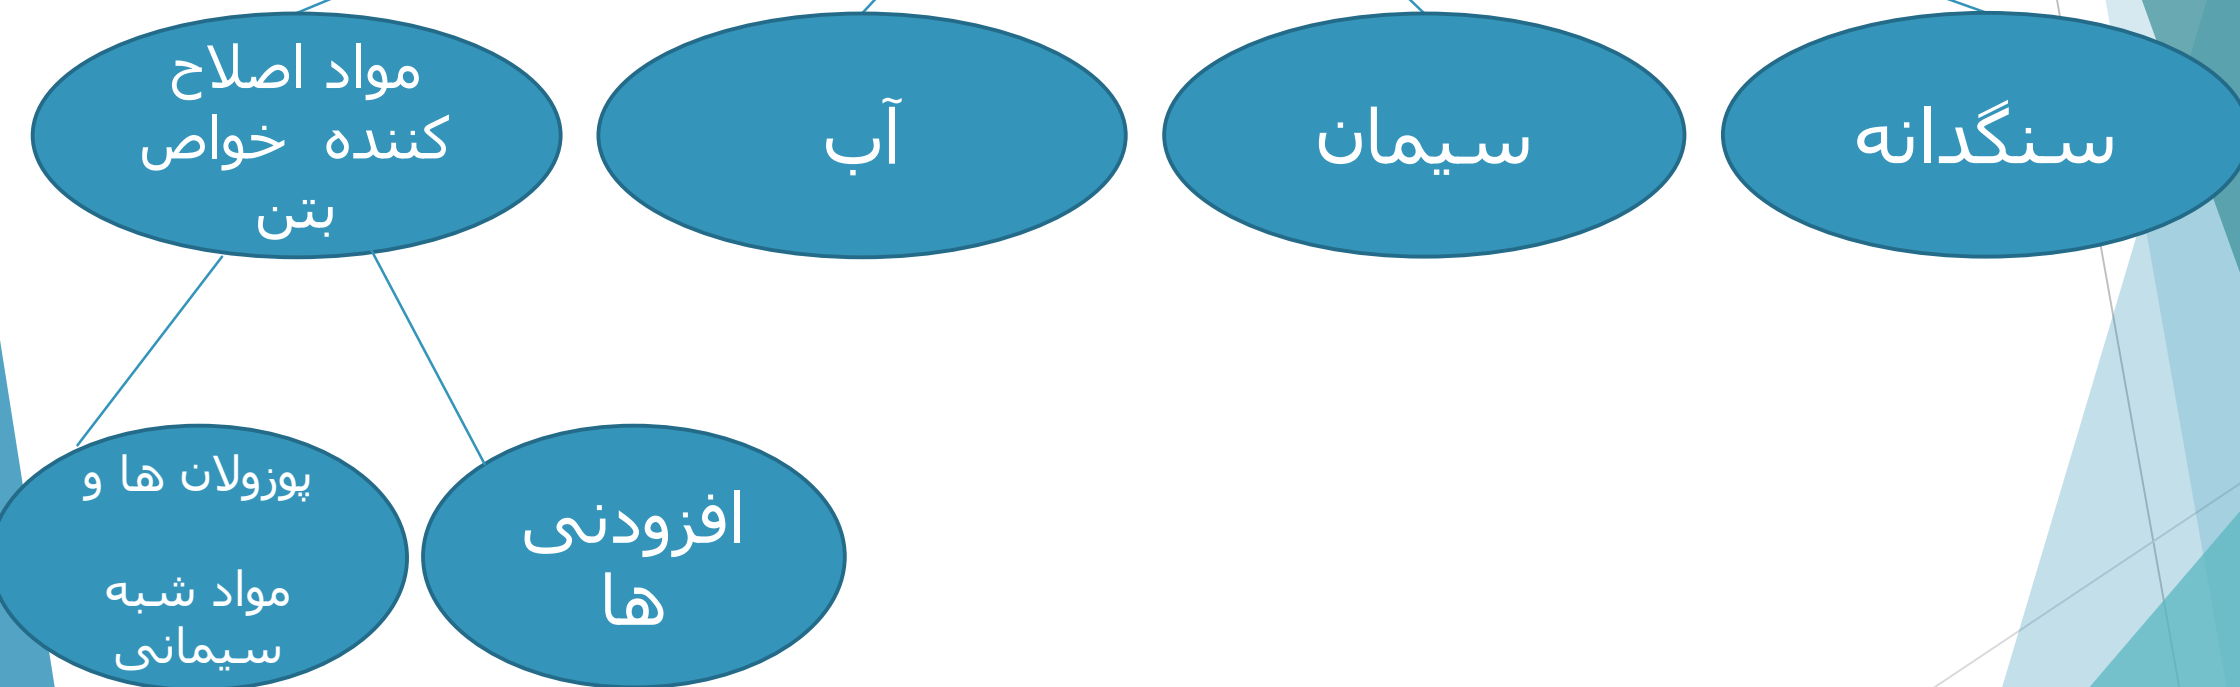 سنگدانه
سیمان
آب
مواد اصلاح
کننده خواص
بتن
افزودنی
ها
پوزولان ها و
مواد شبه
سیمانی